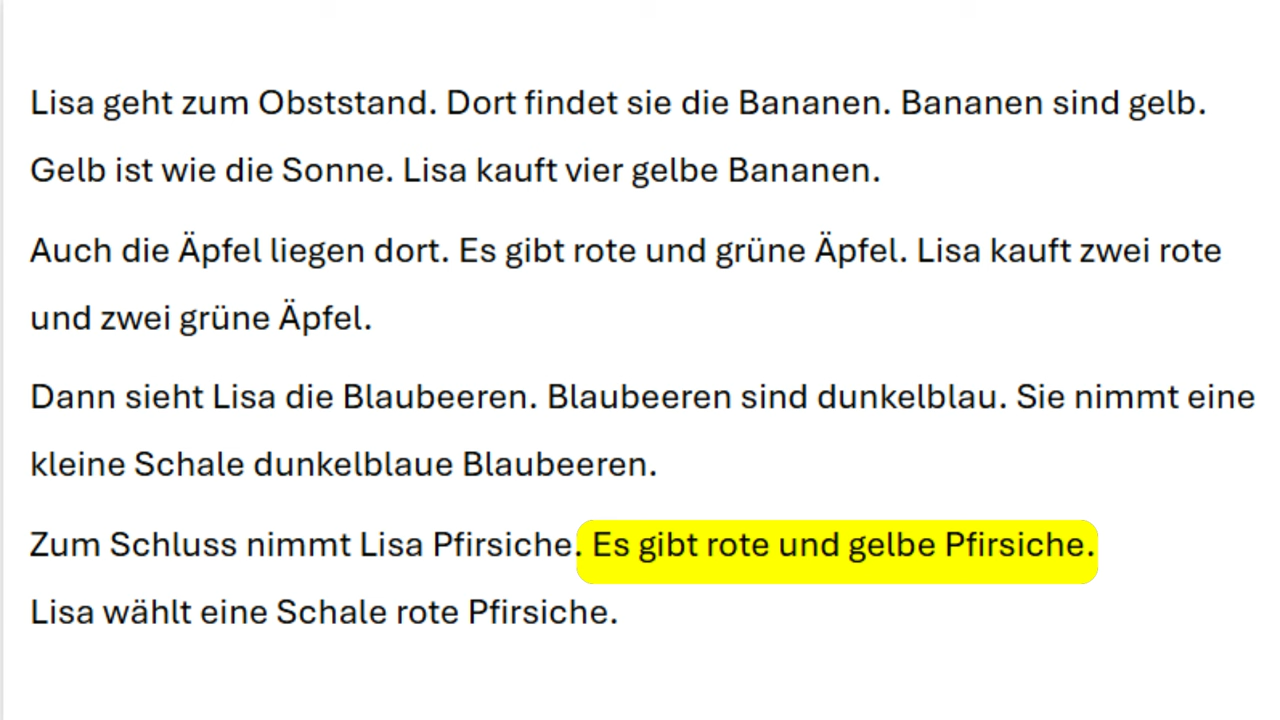 Lisa geht zum Obststand. Dort findet sie die Bananen. Bananen sind gelb.
Gelb ist wie die Sonne. Lisa kauft vier gelbe Bananen.
Auch die Äpfel liegen dort. Es gibt rote und grüne Äpfel. Lisa kauft zwei rote
und zwei grüne Äpfel.
Dann sieht Lisa die Blaubeeren. Blaubeeren sind dunkelblau. Sie nimmt eine
kleine Schale dunkelblaue Blaubeeren.
Zum Schluss nimmt Lisa Pfirsiche. Es gibt rote und gelbe Pfirsiche.
Lisa wählt eine Schale rote Pfirsiche.